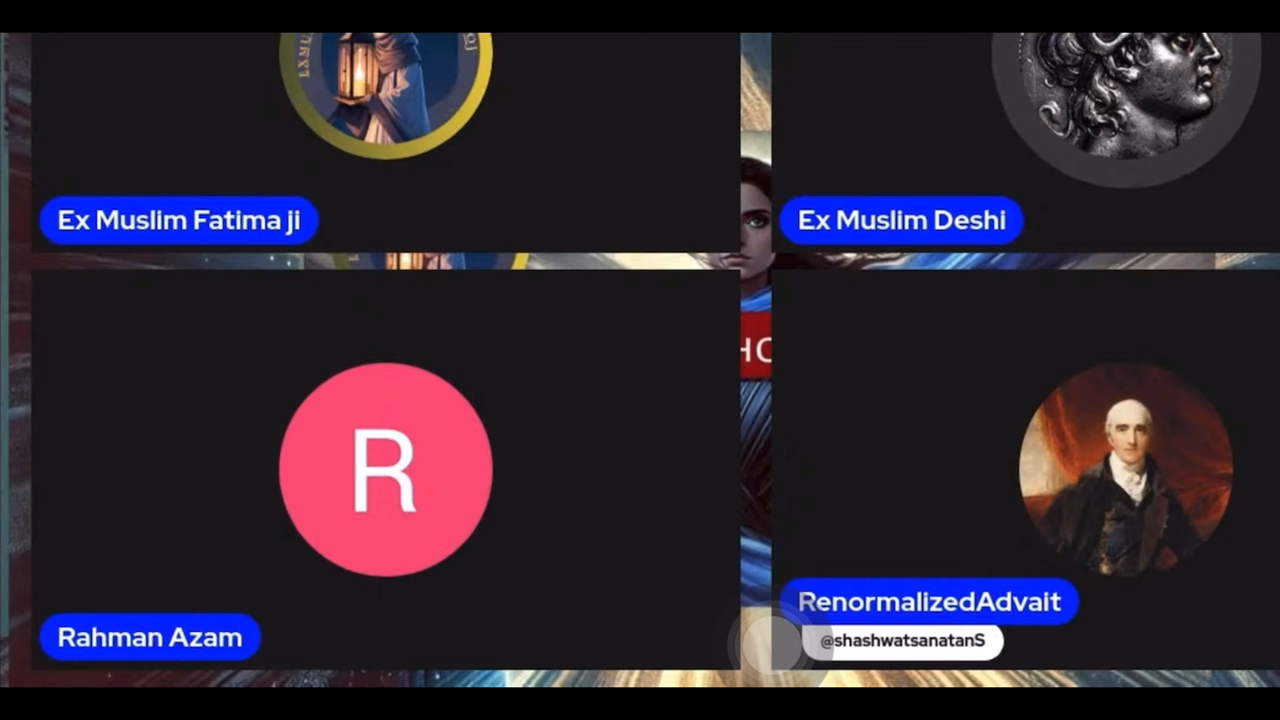 Ex Muslim Fatima ji
Ex Muslim Deshi
R
Rahman Azam
RenormalizedAdvait
@shashwatsanatanS